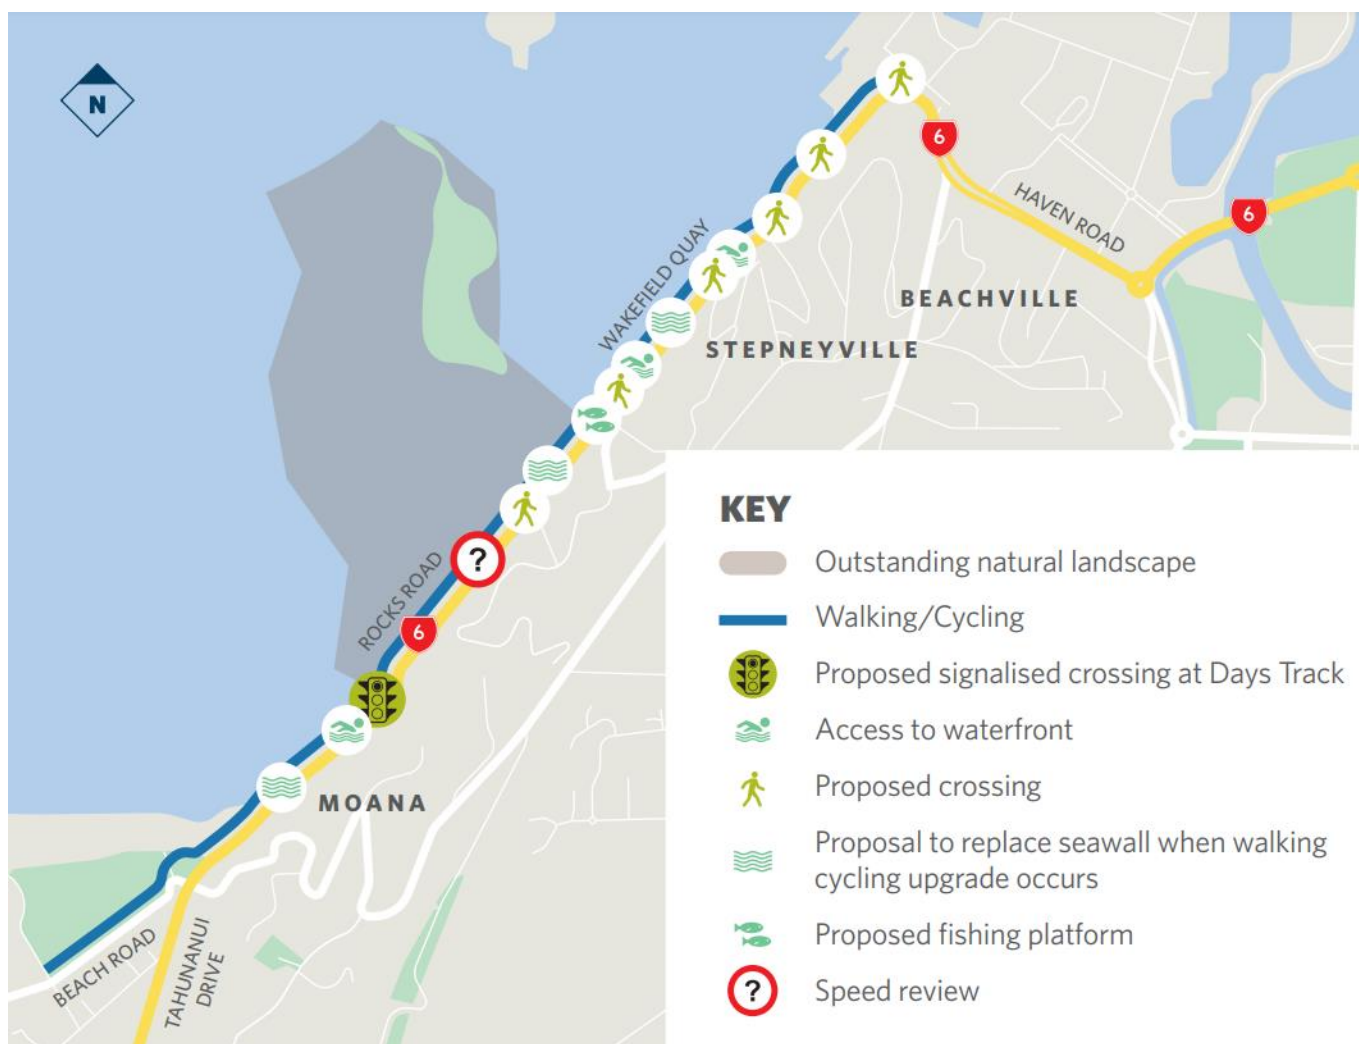 N
6
HAVEN ROAD
6
WAKEFIELD QUAY
BEACHVILLE
STEPNEYVILLE
?
ROCKS ROAD
6
MOANA
BEACH ROAD
TAHUNANUI
DRIVE
KEY
Outstanding natural landscape
Walking/Cycling
Proposed signalised crossing at Days Track
Access to waterfront
Proposed crossing
Proposal to replace seawall when walking
cycling upgrade occurs
Proposed fishing platform
? Speed review